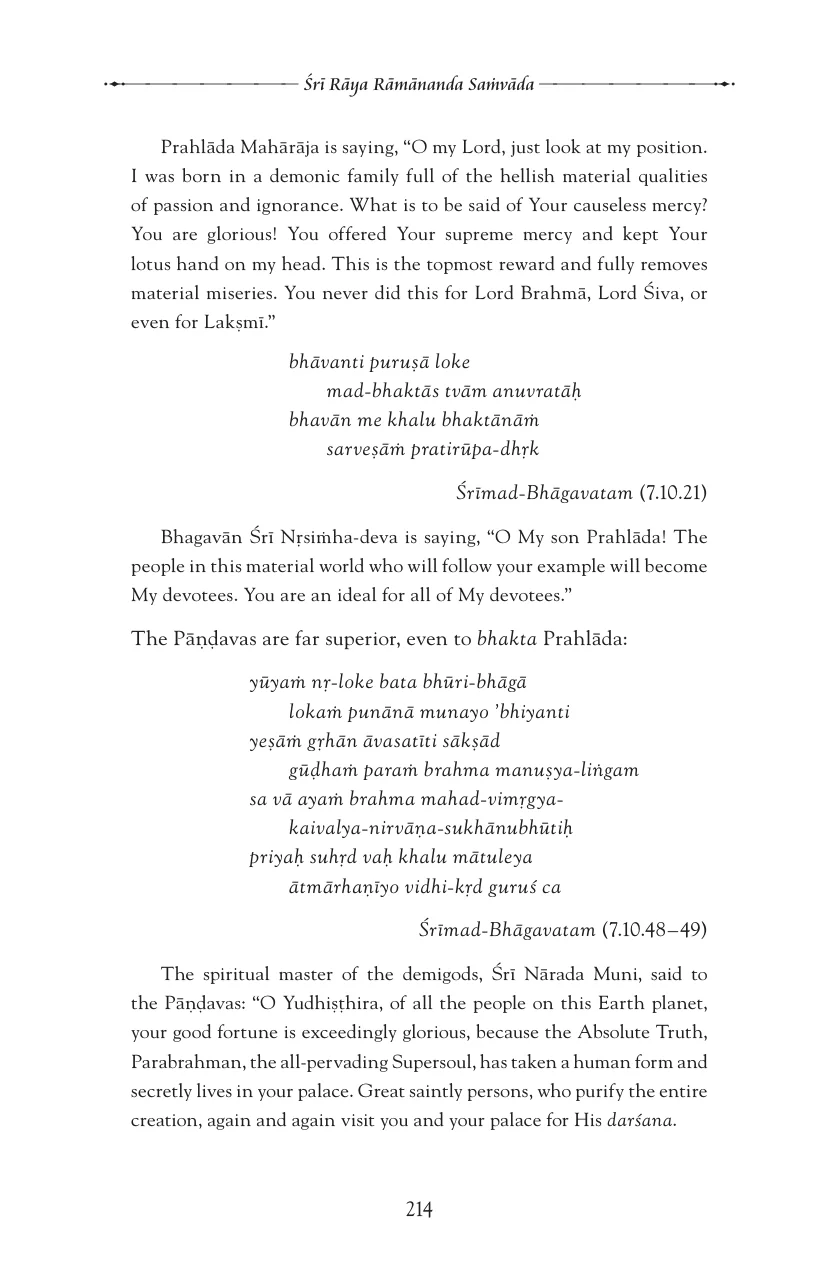 Śrī Rāya Rāmānanda Saṁvāda
Prahlāda Mahārāja is saying, “O my Lord, just look at my position.
I was born in a demonic family full of the hellish material qualities
of passion and ignorance. What is to be said of Your causeless mercy?
You are glorious! You offered Your supreme mercy and kept Your
lotus hand on my head. This is the topmost reward and fully removes
material miseries. You never did this for Lord Brahmā, Lord Śiva, or
even for Lakṣmī.”
bhāvanti puruṣā loke
mad-bhaktās tvām anuvratāḥ
bhavān me khalu bhaktānāṁ
sarveṣāṁ pratirūpa-dhṛk
Śrīmad-Bhāgavatam (7.10.21)
Bhagavān Śrī Nṛsiṁha-deva is saying, “O My son Prahlāda! The
people in this material world who will follow your example will become
My devotees. You are an ideal for all of My devotees.”
The Pāṇḍavas are far superior, even to bhakta Prahlāda:
yūyaṁ nṛ-loke bata bhūri-bhāgā
lokaṁ punānā munayo ’bhiyanti
yeṣāṁ gṛhān āvasatīti sākṣād
gūḍhaṁ paraṁ brahma manuṣya-liṅgam
sa vā ayaṁ brahma mahad-vimṛgya-
kaivalya-nirvāṇa-sukhānubhūtiḥ
priyaḥ suhṛd vaḥ khalu mātuleya
ātmārhaṇīyo vidhi-kṛd guruś ca
Śrīmad-Bhāgavatam (7.10.48–49)
The spiritual master of the demigods, Śrī Nārada Muni, said to
the Pāṇḍavas: “O Yudhiṣṭhira, of all the people on this Earth planet,
your good fortune is exceedingly glorious, because the Absolute Truth,
Parabrahman, the all-pervading Supersoul, has taken a human form and
secretly lives in your palace. Great saintly persons, who purify the entire
creation, again and again visit you and your palace for His darśana.
214